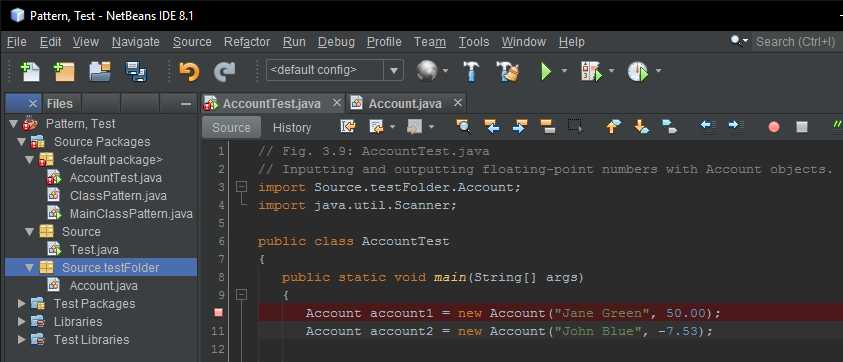 Pattern, Test - NetBeans IDE 8.1
File Edit View Navigate Source Refactor Run Debug Profile Team Tools Window Help Search (Ctrl+I)
<default config>
Files
AccountTest.java Account.java
Source History
Pattern, Test
Source Packages
<default package>
AccountTest.java
ClassPattern.java
MainClassPattern.java
Source
Test.java
Source.testFolder
Account.java
Test Packages
Libraries
Test Libraries
1 // Fig. 3.9: AccountTest.java
2 // Inputting and outputting floating-point numbers with Account objects.
3 import Source.testFolder.Account;
4 import java.util.Scanner;
5
6 public class AccountTest
7 {
8 public static void main(String[] args)
9 {
Account account1 = new Account("Jane Green", 50.00);
11 Account account2 = new Account("John Blue", -7.53);
12